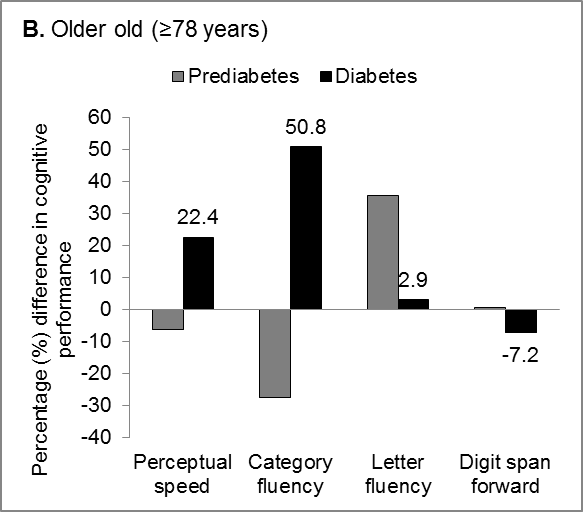 B. Older old (≥78 years)
Prediabetes Diabetes
Percentage (%) difference in cognitive
performance
60
50
40
30
20
10
0
-10
-20
-30
-40
22.4
50.8
2.9
-7.2
Perceptual
speed
Category
fluency
Letter
fluency
Digit span
forward